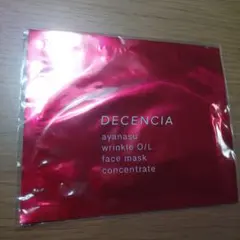 DECENCIA
ayanasu
wrinkle O/L
face mask
concentrate